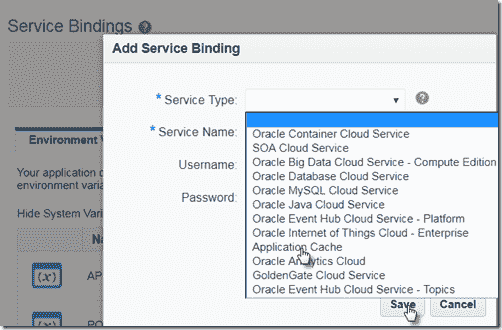 Service Bindings
Add Service Binding
* Service Type:
* Service Name:
Username:
Password:
Oracle Container Cloud Service
SOA Cloud Service
Oracle Big Data Cloud Service - Compute Edition
Oracle Database Cloud Service
Oracle MySQL Cloud Service
Oracle Java Cloud Service
Oracle Event Hub Cloud Service - Platform
Oracle Internet of Things Cloud - Enterprise
Application Cache
Oracle Analytics Cloud
GoldenGate Cloud Service
Oracle Event Hub Cloud Service - Topics
Save Cancel
Environment V
Your application c
environment varia
Hide System Varia
Na
AP